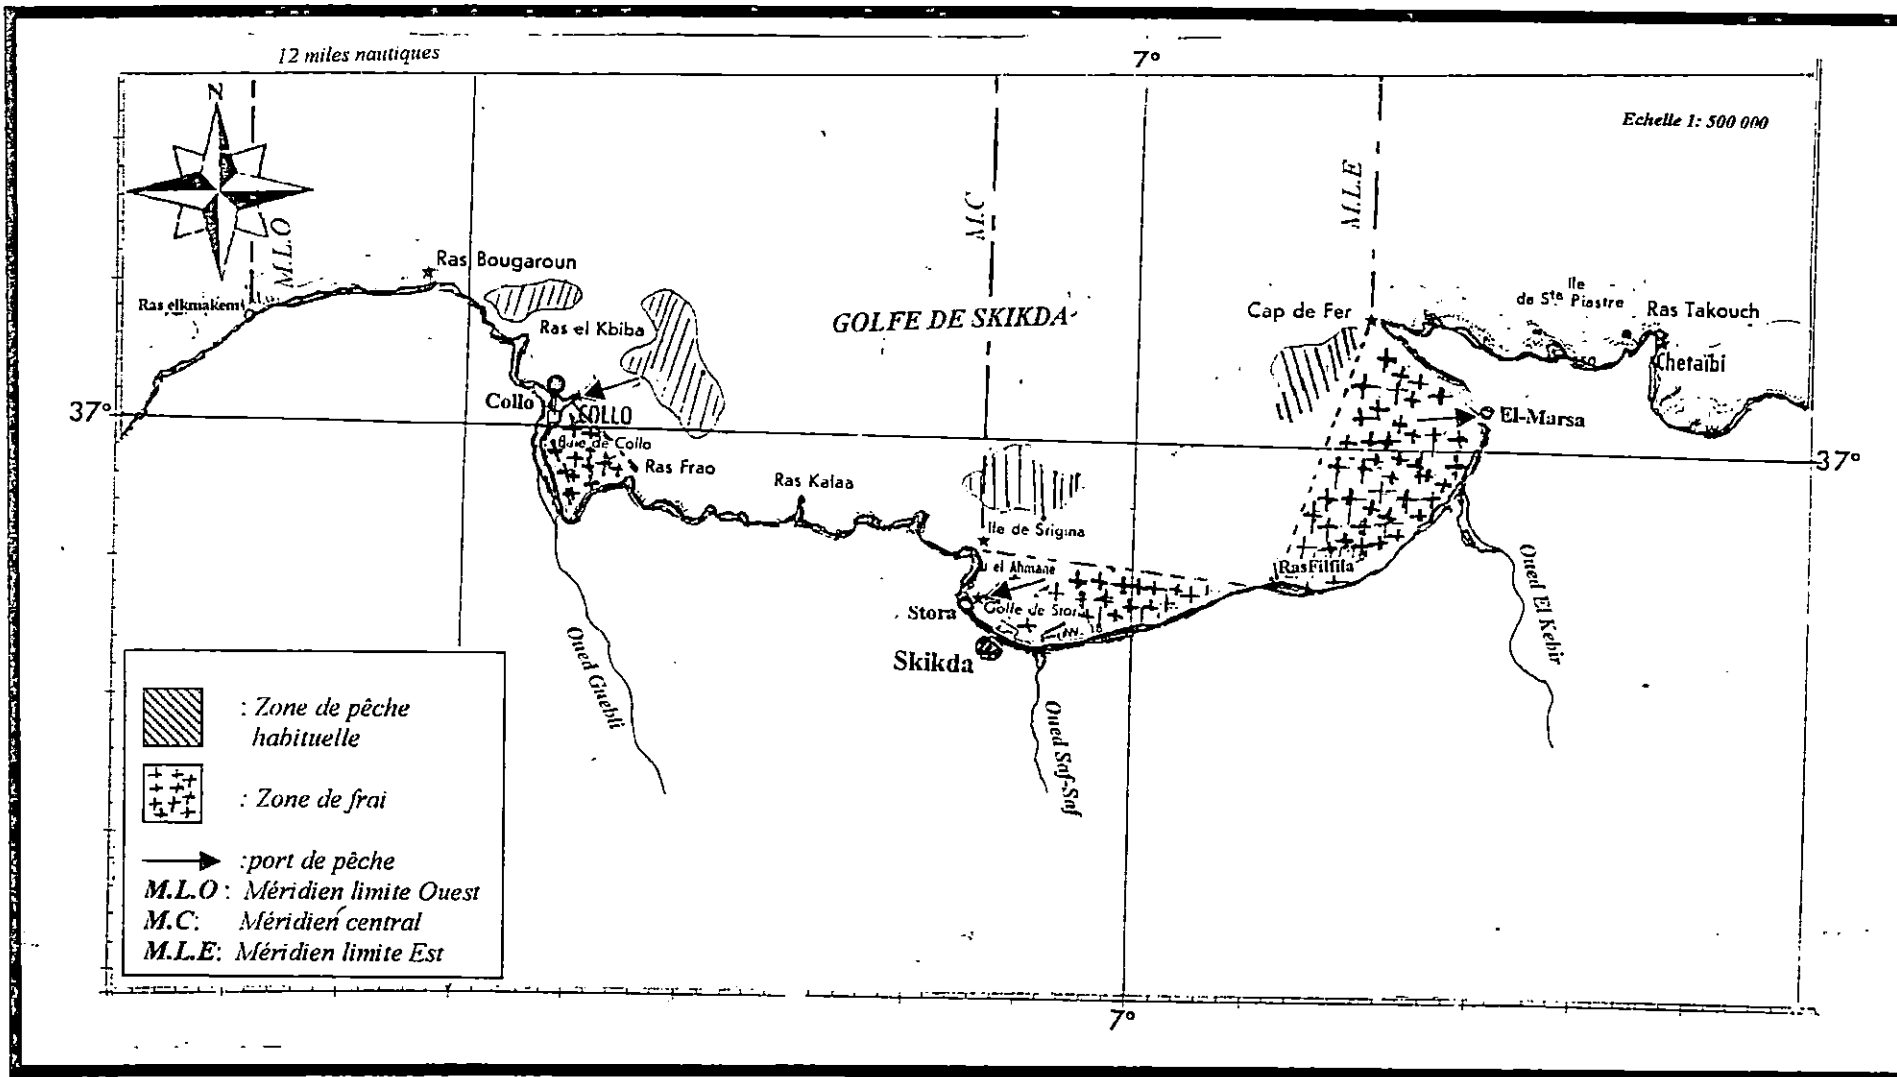 12 miles nautiques
7°
Echelle 1: 500 000
N
M.L.O
M.C
M.L.E
Ras Bougaroun
Ras elkmakem
Ras el Kbiba
GOLFE DE SKIKDA
Cap de Fer
Ile
de Ste Piastre
Ras Takouch
Chetaïbi
Collo
COLLO
37°
El-Marsa
Baie de Collo
Ras Frao
37°
Ras Kalaa
Ile de Srigina
el Ahmane
Ras Filfila
Stora
Golfe de Stora
Skikda
Oued Guebli
Oued Saf-Saf
Oued El Kebir
: Zone de pêche
habituelle
: Zone de frai
:port de pêche
M.L.O : Méridien limite Ouest
M.C: Méridien central
M.L.E: Méridien limite Est
7°